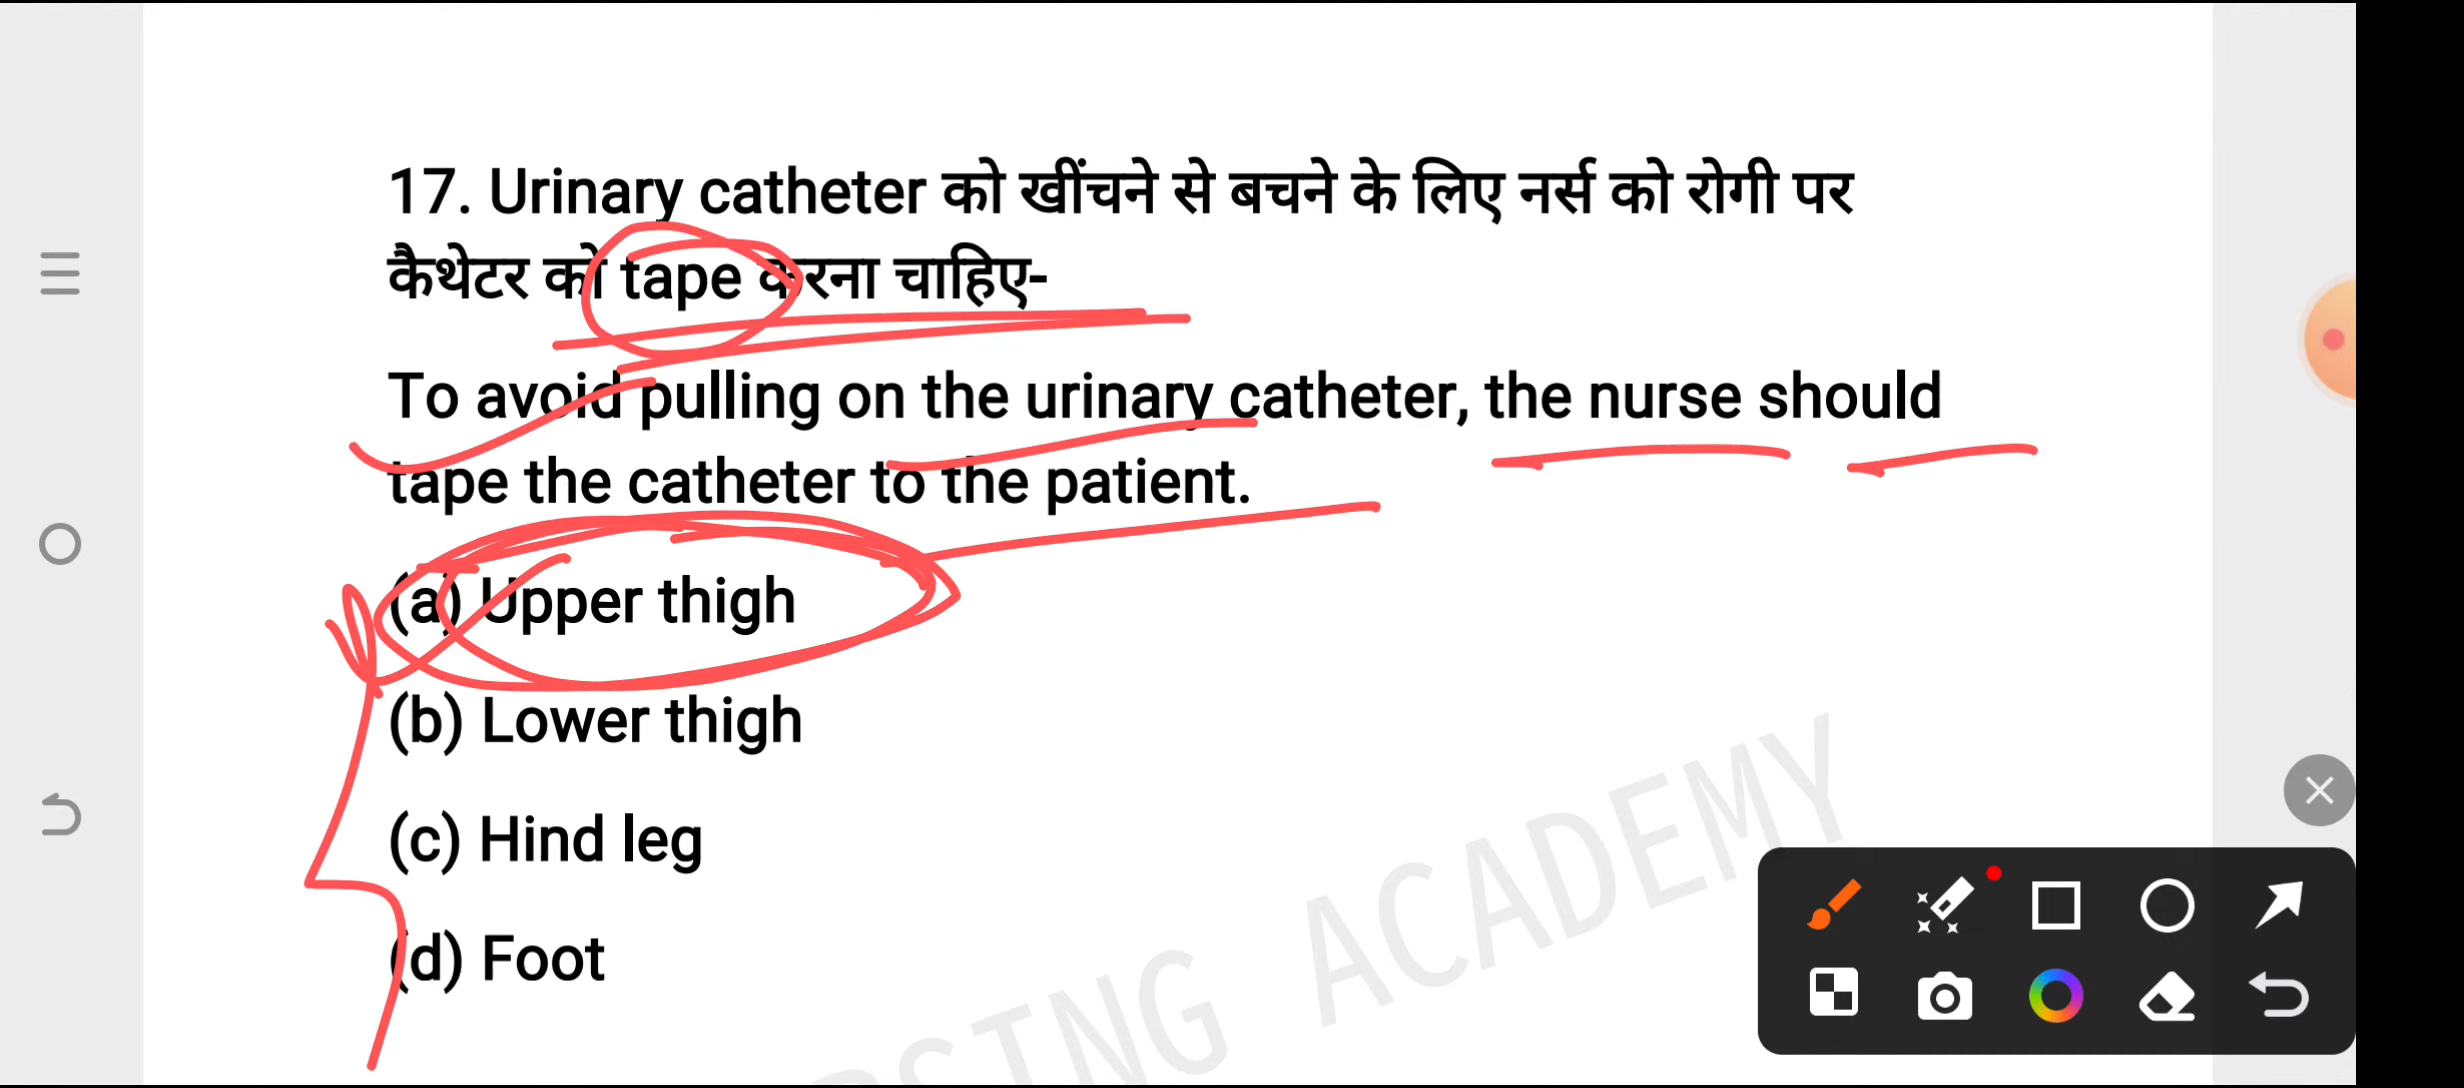 17. Urinary catheter को खींचने से बचने के लिए नर्स को रोगी पर
कैथेटर को tape करना चाहिए-
To avoid pulling on the urinary catheter, the nurse should
tape the catheter to the patient.
(a) Upper thigh
(b) Lower thigh
(c) Hind leg
(d) Foot
ACADEMY